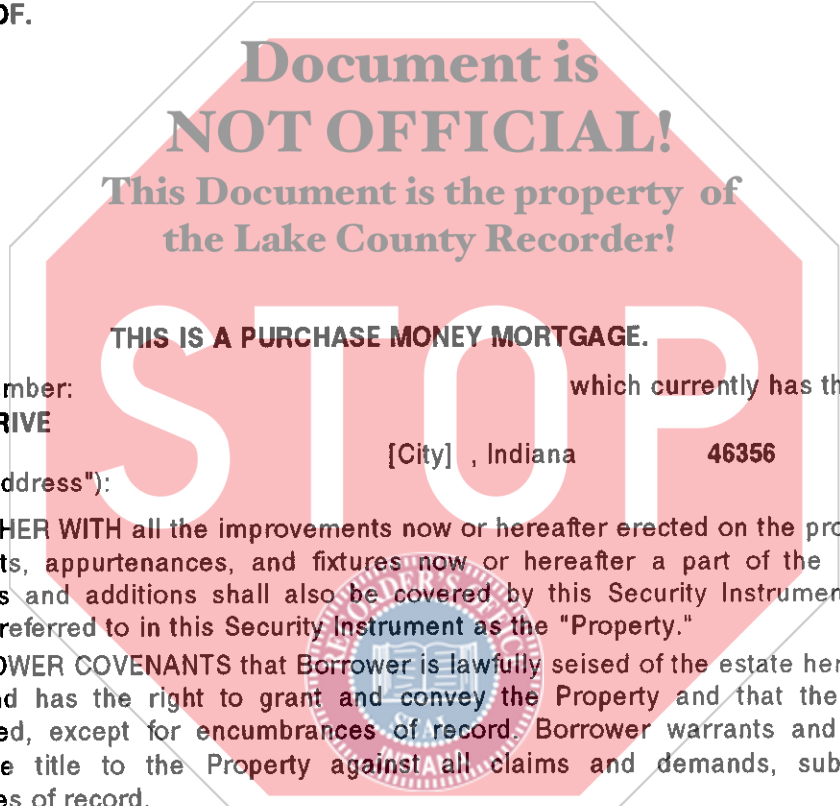 OF.
Document is
NOT OFFICIAL!
This Document is the property of
the Lake County Recorder!
STOP
THIS IS A PURCHASE MONEY MORTGAGE.
mber: which currently has th
RIVE
[City] , Indiana 46356
ddress"):
HER WITH all the improvements now or hereafter erected on the pro
ts, appurtenances, and fixtures now or hereafter a part of the
s and additions shall also be covered by this Security Instrumen
referred to in this Security Instrument as the "Property."
OWER COVENANTS that Borrower is lawfully seised of the estate her
nd has the right to grant and convey the Property and that the
ed, except for encumbrances of record. Borrower warrants and
e title to the Property against all claims and demands, sub
es of record.
RECORDER'S
SEAL
INDIANA